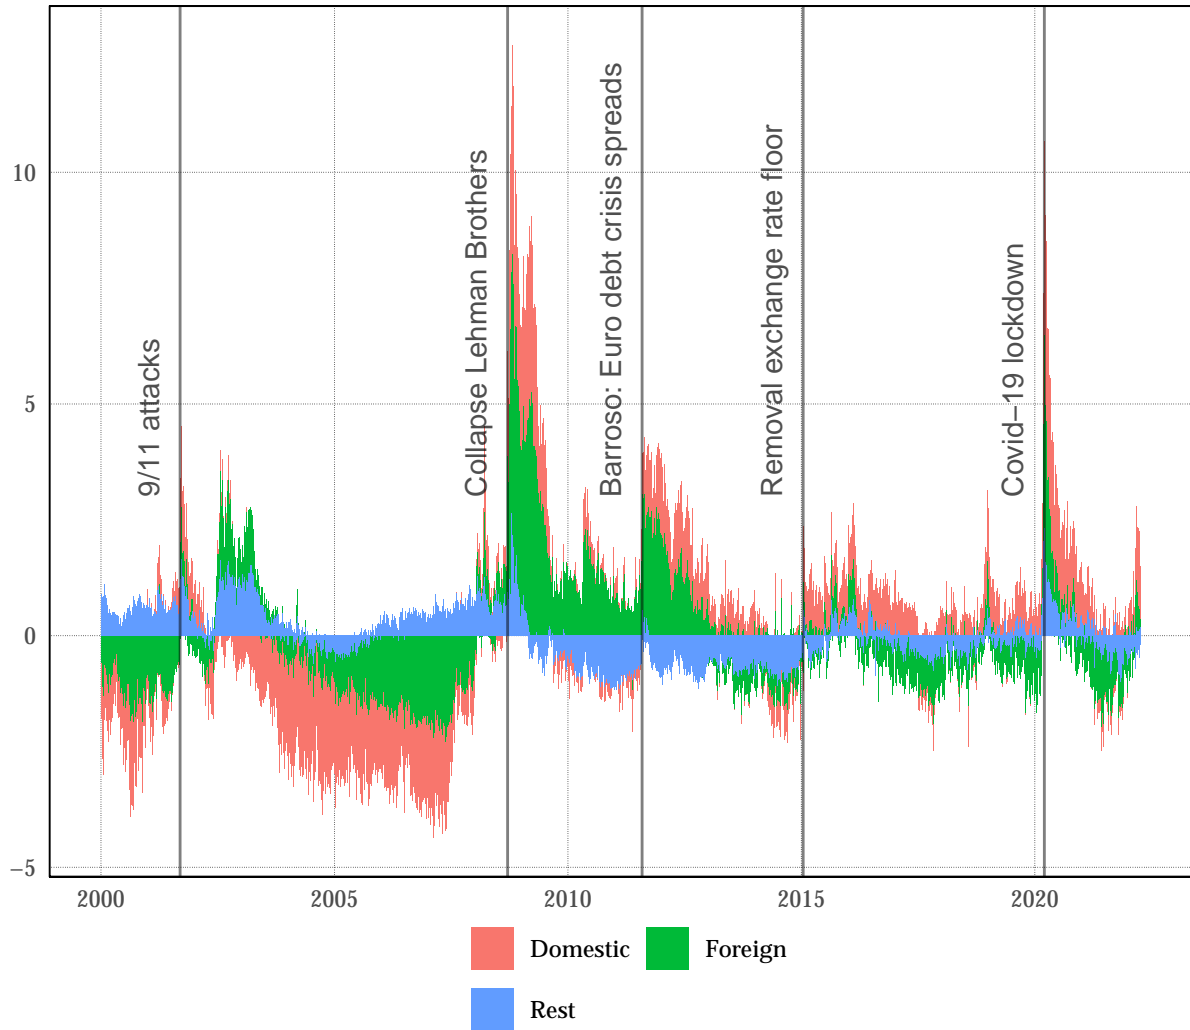 10
5
0
−5
9/11 attacks
Collapse Lehman Brothers
Barroso: Euro debt crisis spreads
Removal exchange rate floor
Covid−19 lockdown
2000
2005
2010
2015
2020
Domestic
Foreign
Rest